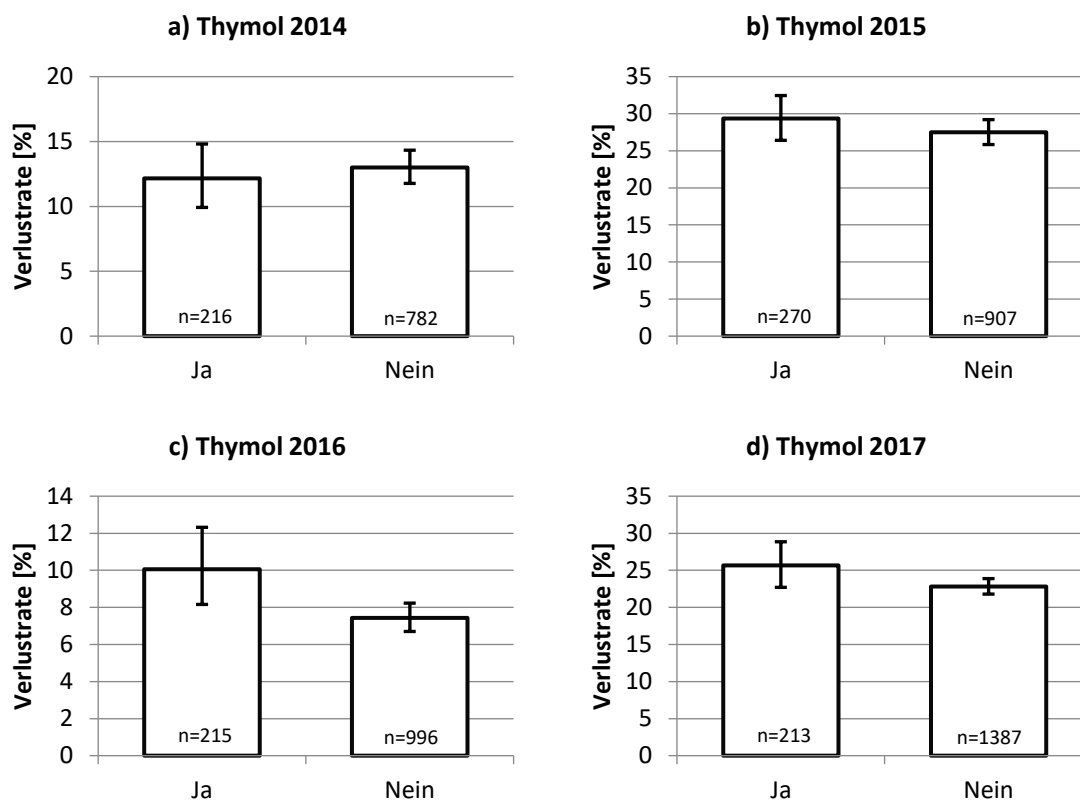 a) Thymol 2014
Verlustrate [%]
20
15
10
5
0
n=216
n=782
Ja
Nein
b) Thymol 2015
Verlustrate [%]
35
30
25
20
15
10
5
0
n=270
n=907
Ja
Nein
c) Thymol 2016
Verlustrate [%]
14
12
10
8
6
4
2
0
n=215
n=996
Ja
Nein
d) Thymol 2017
Verlustrate [%]
35
30
25
20
15
10
5
0
n=213
n=1387
Ja
Nein